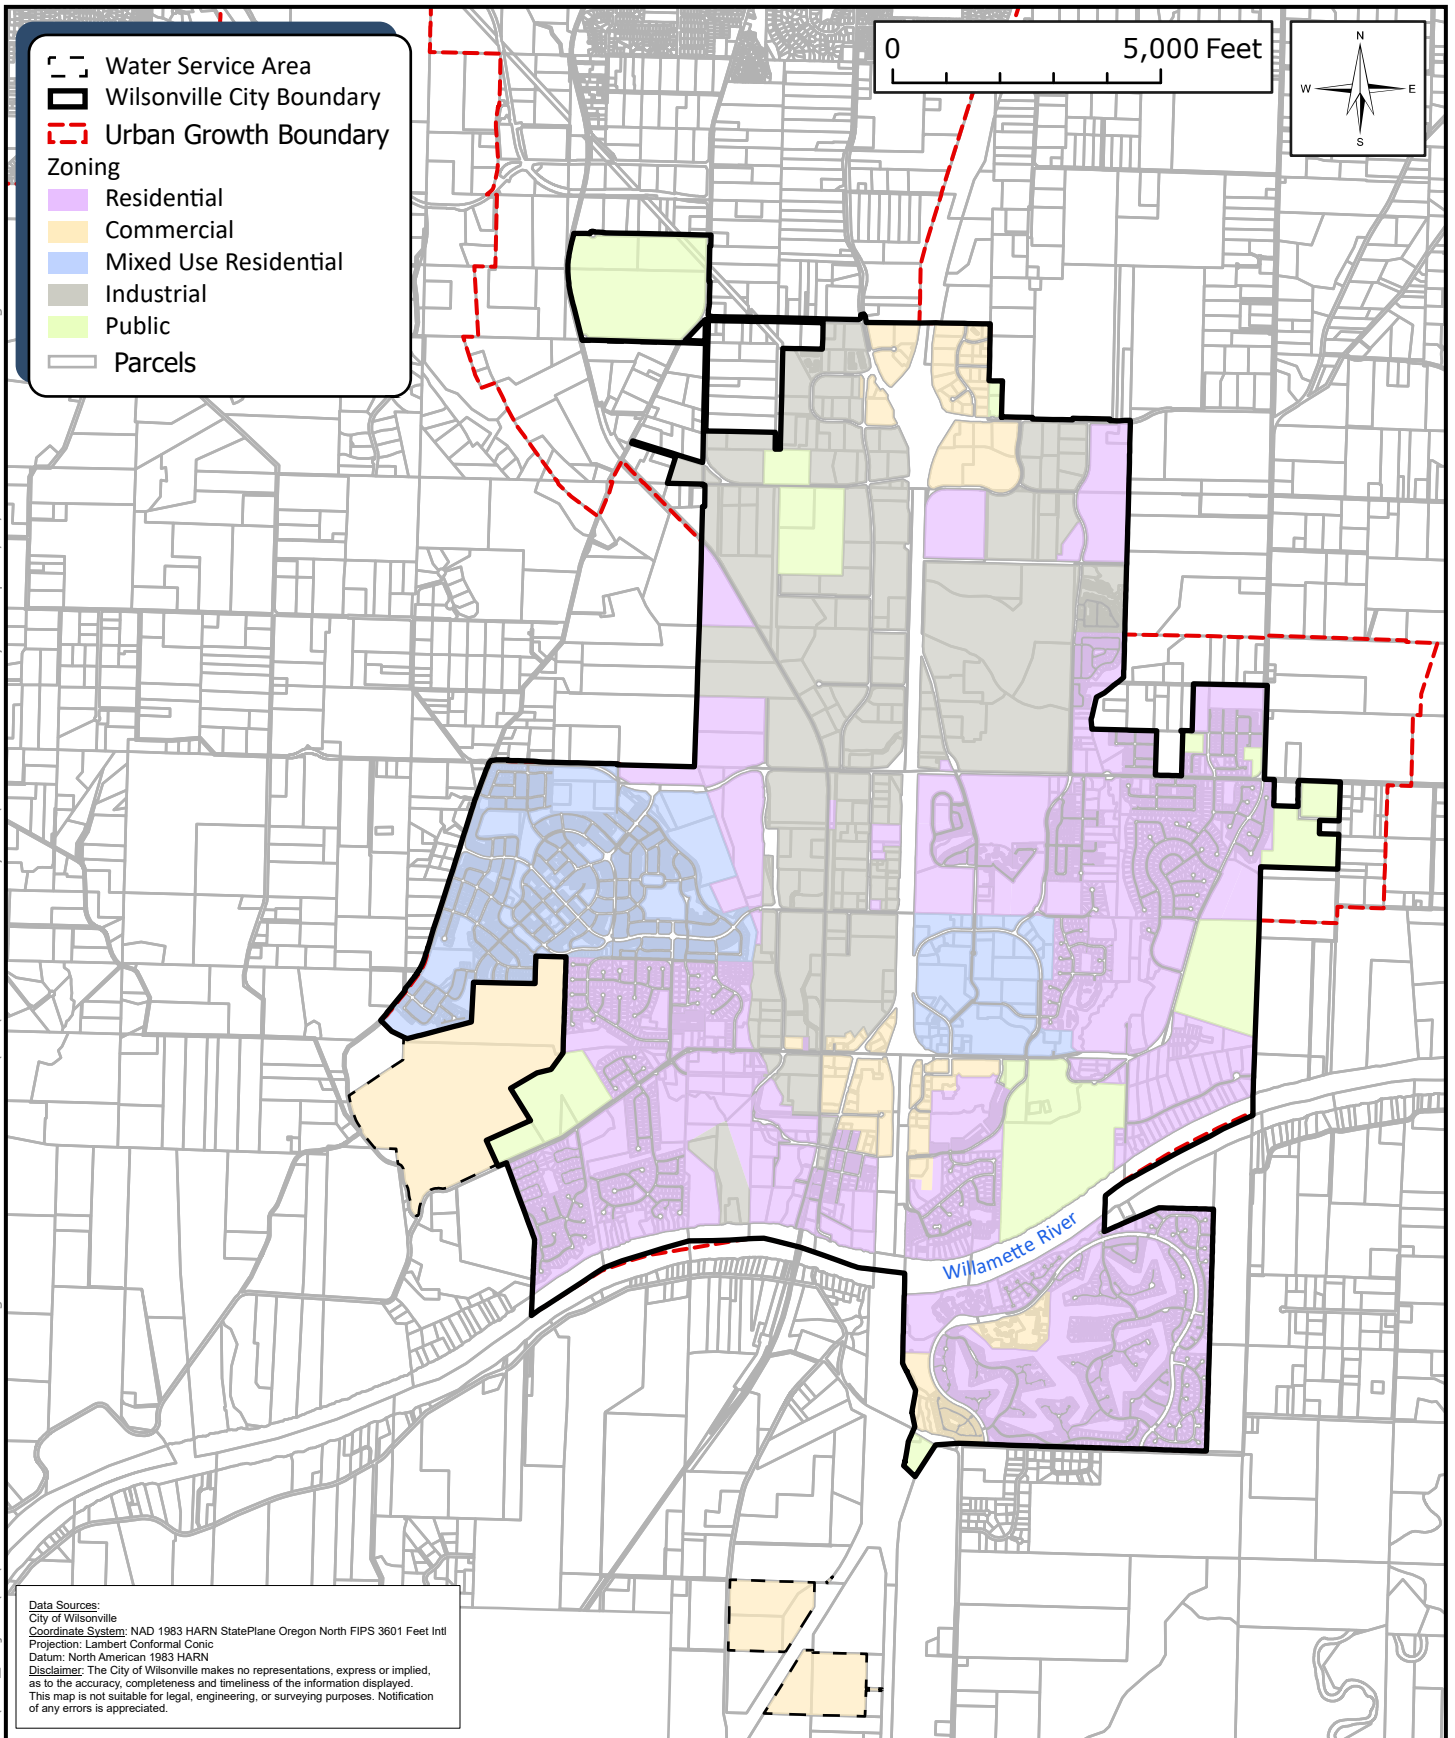 Water Service Area
Wilsonville City Boundary
Urban Growth Boundary
Zoning
Residential
Commercial
Mixed Use Residential
Industrial
Public
Parcels
0 5,000 Feet
N
W E
S
Willamette River
Data Sources:
City of Wilsonville
Coordinate System: NAD 1983 HARN StatePlane Oregon North FIPS 3601 Feet Intl
Projection: Lambert Conformal Conic
Datum: North American 1983 HARN
Disclaimer: The City of Wilsonville makes no representations, express or implied,
as to the accuracy, completeness and timeliness of the information displayed.
This map is not suitable for legal, engineering, or surveying purposes. Notification
of any errors is appreciated.